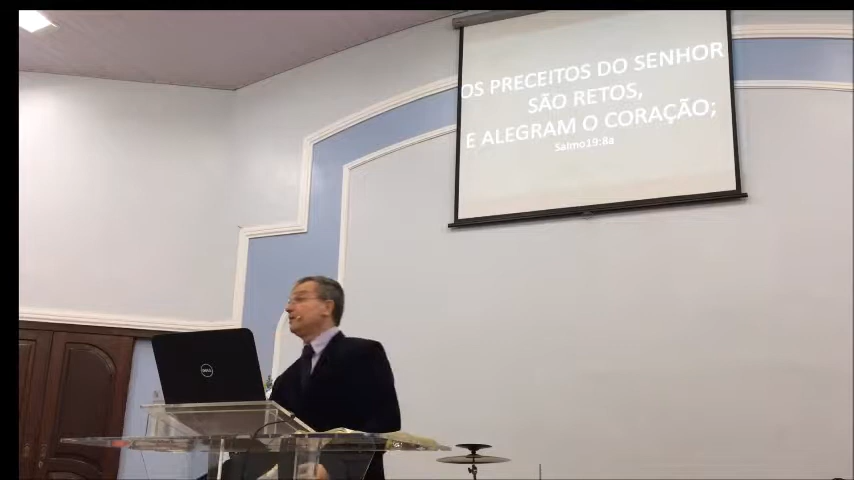 OS PRECEITOS DO SENHOR
SÃO RETOS,
E ALEGRAM O CORAÇÃO;
Salmo19:8a
DELL